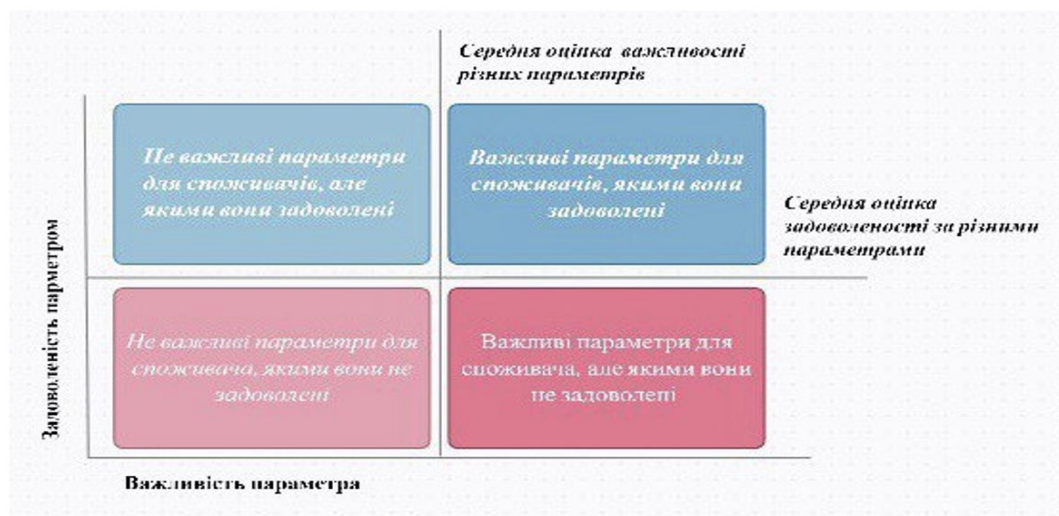 Середня оцінка важливості
різних параметрів
Не важливі параметри
для споживачів, але
якими вони задоволені
Важливі параметри для
споживачів, якими вони
задоволені
Середня оцінка
задоволеності за різними
параметрами
Задоволеність парметром
Не важливі параметри для
споживача, якими вони не
задоволені
Важливі параметри для
споживача, але якими вони
не задоволені
Важливість параметра